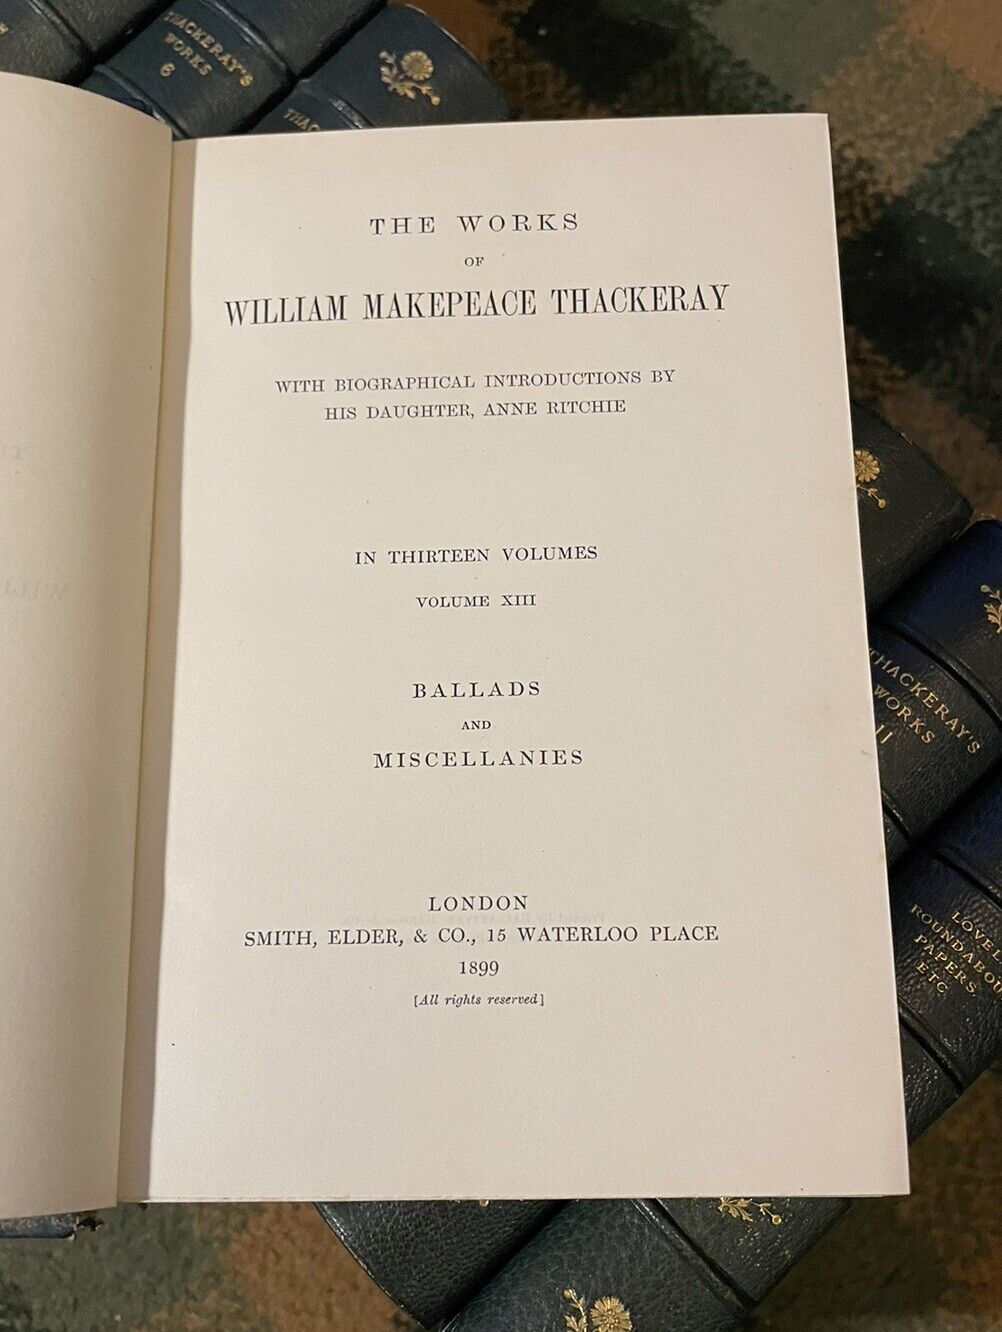 THACKERAY'S
WORKS
6
THE WORKS
OF
WILLIAM MAKEPEACE THACKERAY
WITH BIOGRAPHICAL INTRODUCTIONS BY
HIS DAUGHTER, ANNE RITCHIE
IN THIRTEEN VOLUMES
VOLUME XIII
BALLADS
AND
MISCELLANIES
LONDON
SMITH, ELDER, & CO., 15 WATERLOO PLACE
1899
[All rights reserved]
THACKERAY'S
WORKS
11
LOVEL
ROUNDABOU
PAPERS,
ETC.